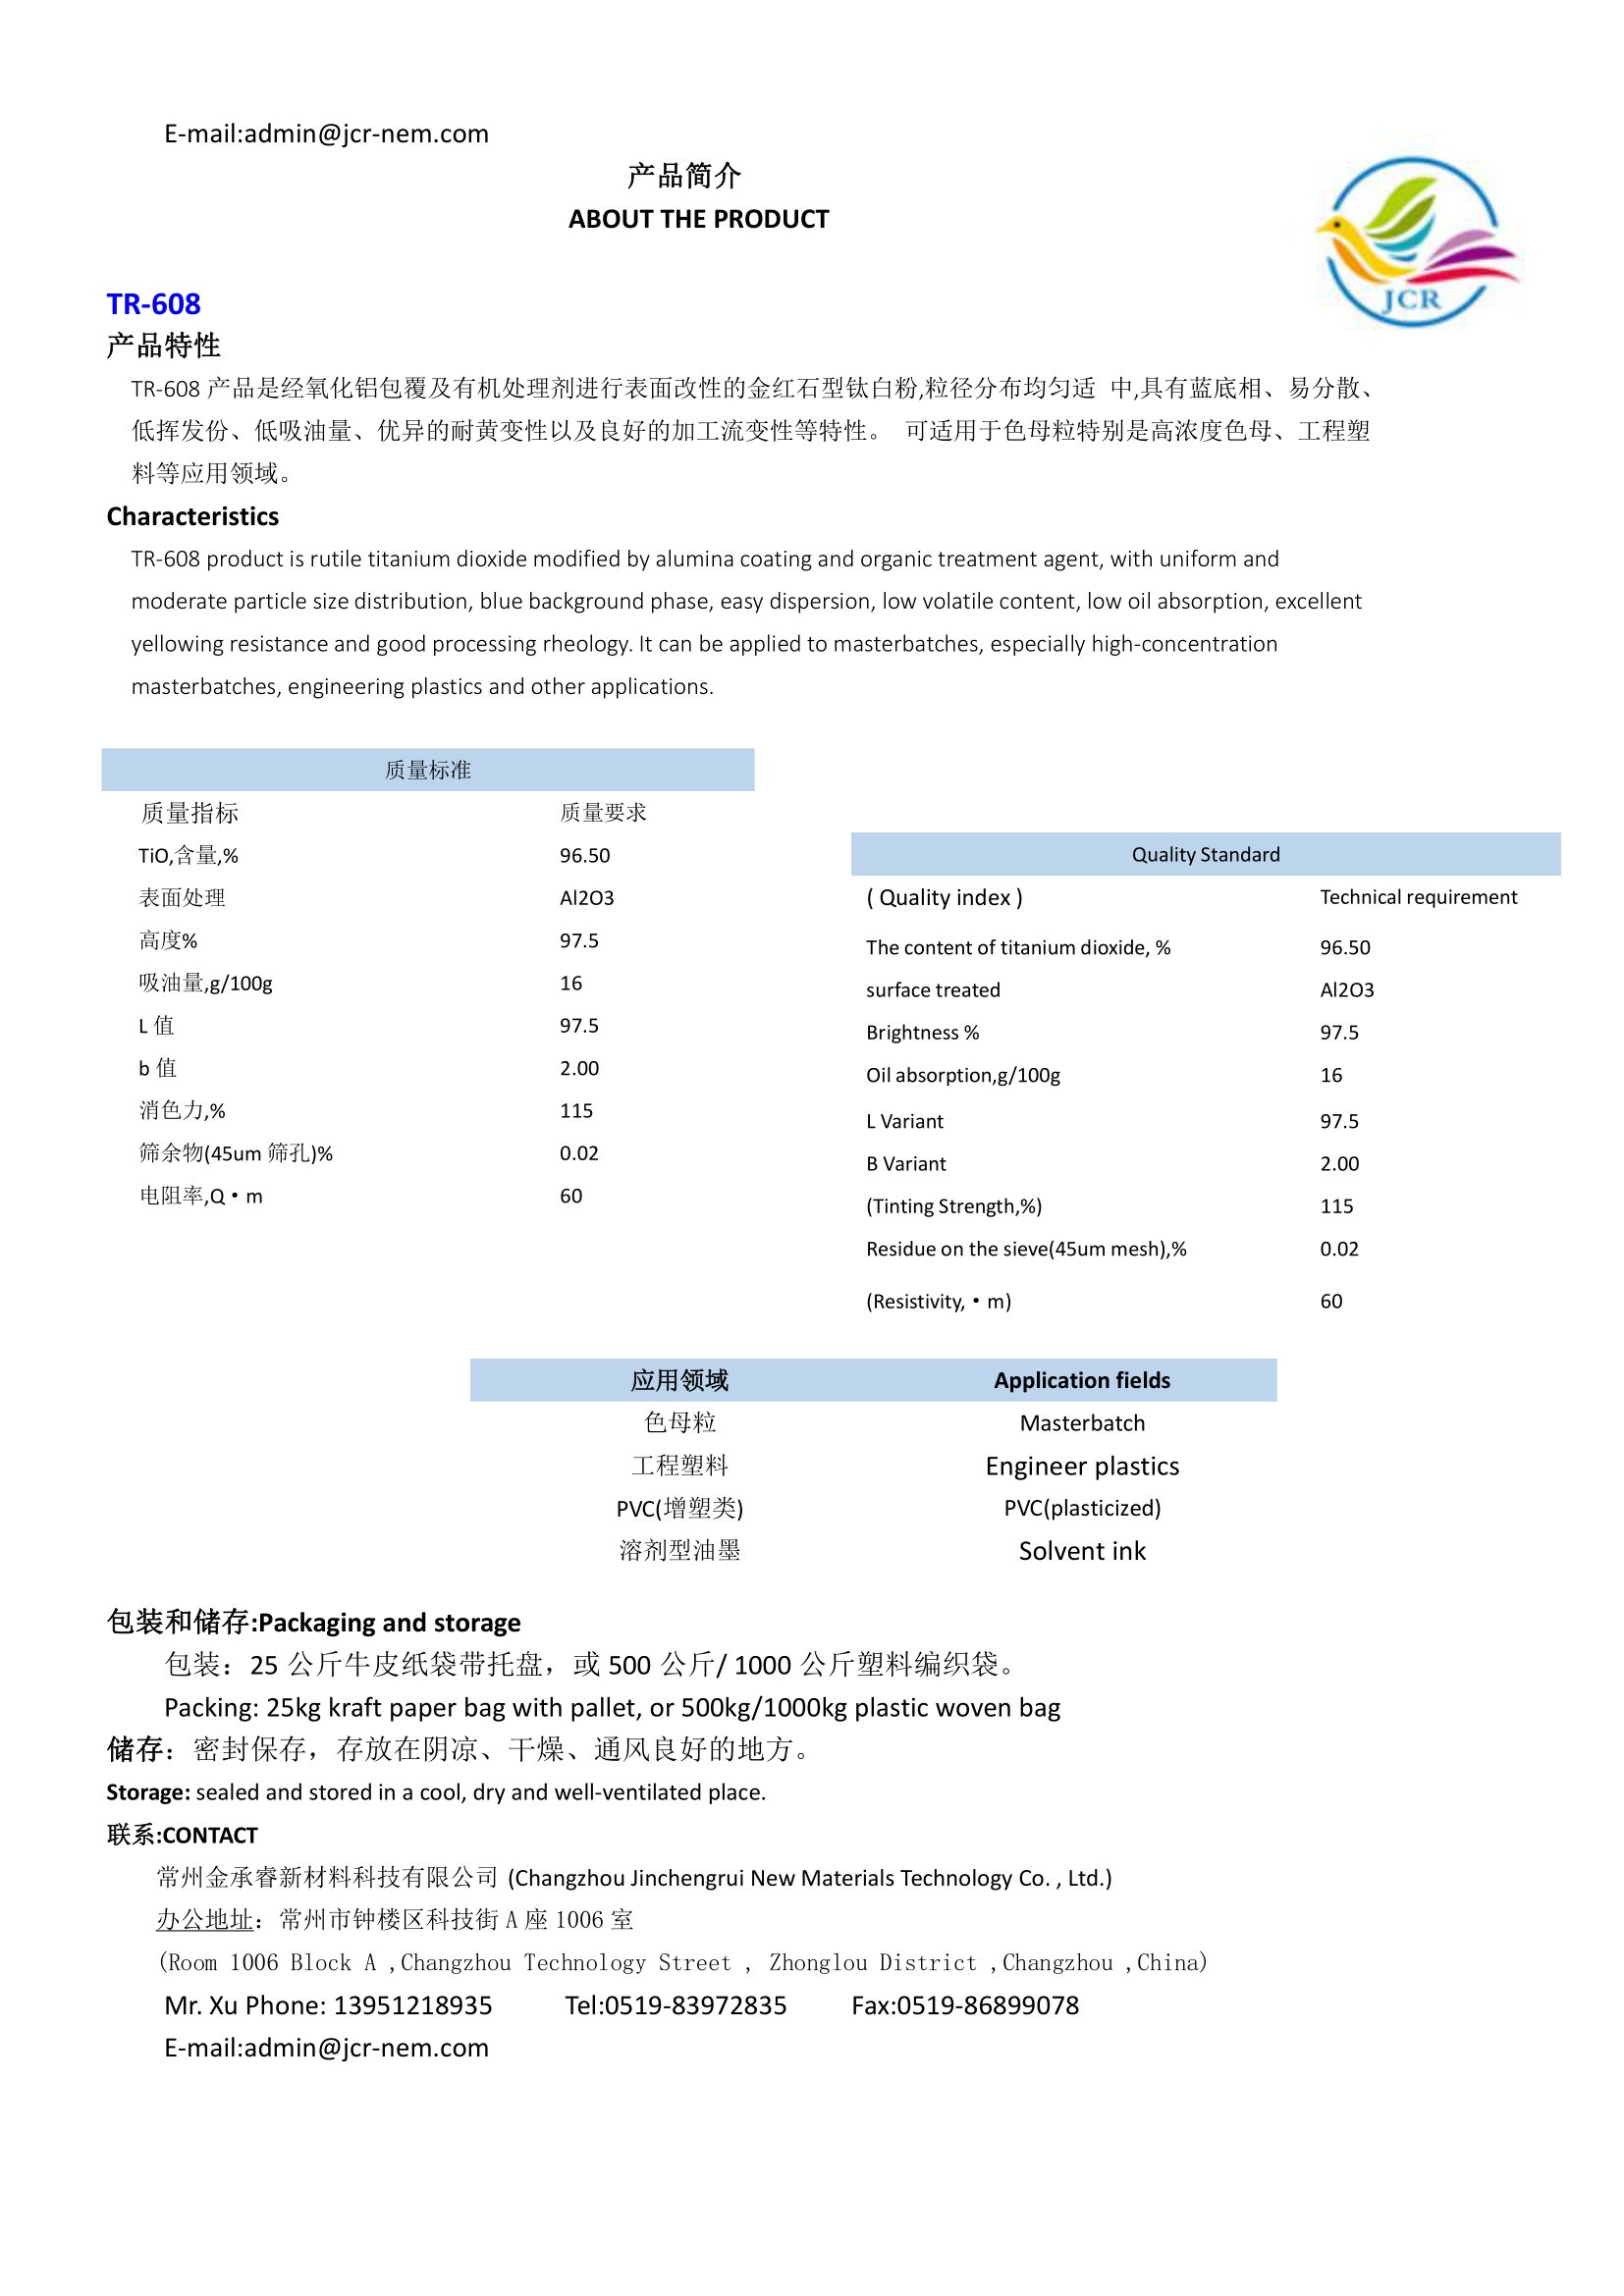 E-mail:admin@jcr-nem.com
产品简介
ABOUT THE PRODUCT
JCR
TR-608
产品特性
TR-608 产品是经氧化铝包覆及有机处理剂进行表面改性的金红石型钛白粉,粒径分布均匀适 中,具有蓝底相、易分散、
低挥发份、低吸油量、优异的耐黄变性以及良好的加工流变性等特性。 可适用于色母粒特别是高浓度色母、工程塑
料等应用领域。
Characteristics
TR-608 product is rutile titanium dioxide modified by alumina coating and organic treatment agent, with uniform and
moderate particle size distribution, blue background phase, easy dispersion, low volatile content, low oil absorption, excellent
yellowing resistance and good processing rheology. It can be applied to masterbatches, especially high-concentration
masterbatches, engineering plastics and other applications.
质量标准
质量指标 质量要求
TiO,含量,% 96.50
表面处理 Al2O3
高度% 97.5
吸油量,g/100g 16
L 值 97.5
b 值 2.00
消色力,% 115
筛余物(45um 筛孔)% 0.02
电阻率,Q·m 60
Quality Standard
( Quality index ) Technical requirement
The content of titanium dioxide, % 96.50
surface treated Al2O3
Brightness % 97.5
Oil absorption,g/100g 16
L Variant 97.5
B Variant 2.00
(Tinting Strength,%) 115
Residue on the sieve(45um mesh),% 0.02
(Resistivity,·m) 60
应用领域 Application fields
色母粒 Masterbatch
工程塑料 Engineer plastics
PVC(增塑类) PVC(plasticized)
溶剂型油墨 Solvent ink
包装和储存:Packaging and storage
包装：25 公斤牛皮纸袋带托盘，或 500 公斤/ 1000 公斤塑料编织袋。
Packing: 25kg kraft paper bag with pallet, or 500kg/1000kg plastic woven bag
储存：密封保存，存放在阴凉、干燥、通风良好的地方。
Storage: sealed and stored in a cool, dry and well-ventilated place.
联系:CONTACT
常州金承睿新材料科技有限公司 (Changzhou Jinchengrui New Materials Technology Co. , Ltd.)
办公地址：常州市钟楼区科技街 A 座 1006 室
(Room 1006 Block A ,Changzhou Technology Street , Zhonglou District ,Changzhou ,China)
Mr. Xu Phone: 13951218935 Tel:0519-83972835 Fax:0519-86899078
E-mail:admin@jcr-nem.com